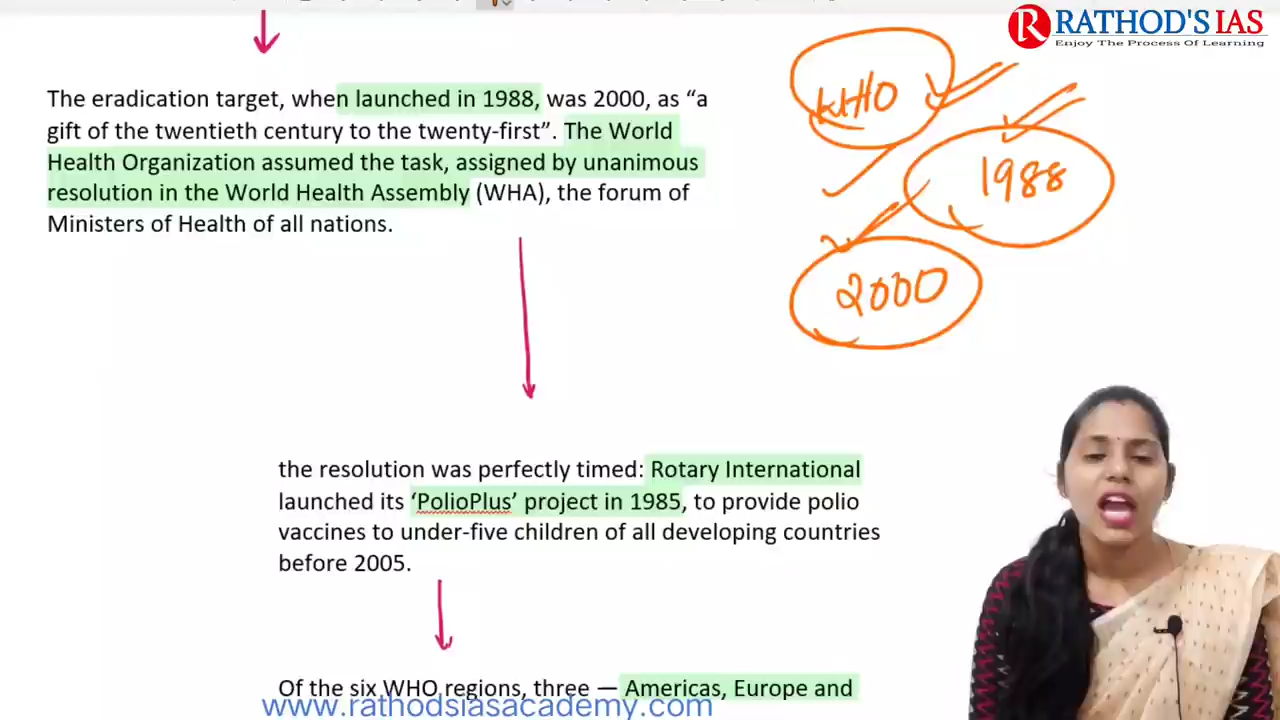 RATHOD'S IAS
Enjoy The Process Of Learning
The eradication target, when launched in 1988, was 2000, as “a
gift of the twentieth century to the twenty-first”. The World
Health Organization assumed the task, assigned by unanimous
resolution in the World Health Assembly (WHA), the forum of
Ministers of Health of all nations.
WHO
1988
2000
the resolution was perfectly timed: Rotary International
launched its ‘PolioPlus’ project in 1985, to provide polio
vaccines to under-five children of all developing countries
before 2005.
Of the six WHO regions, three — Americas, Europe and
www.rathodsiasacademy.com